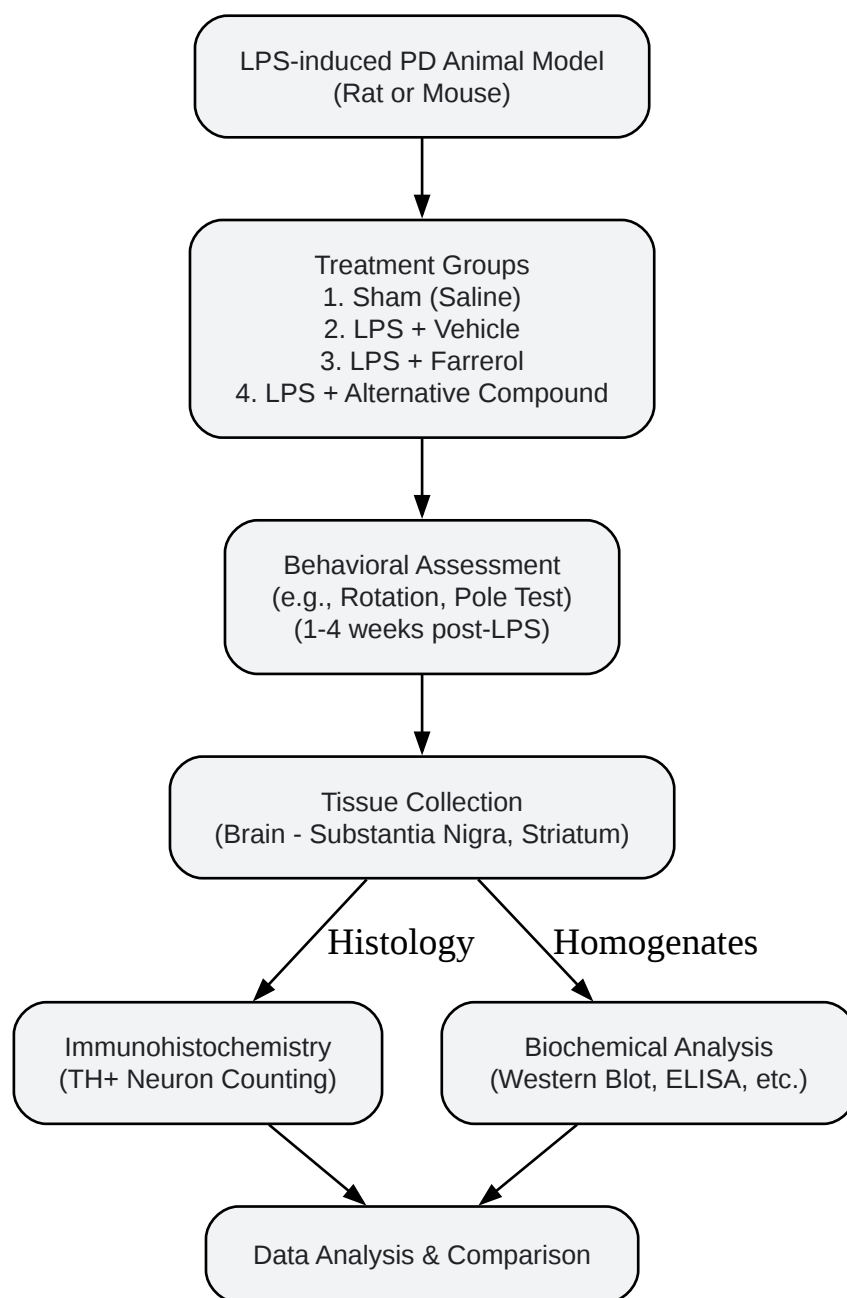 LPS-induced PD Animal Model
(Rat or Mouse)
Treatment Groups
1. Sham (Saline)
2. LPS + Vehicle
3. LPS + Farrerol
4. LPS + Alternative Compound
Behavioral Assessment
(e.g., Rotation, Pole Test)
(1-4 weeks post-LPS)
Tissue Collection
(Brain - Substantia Nigra, Striatum)
Histology
Homogenates
Immunohistochemistry
(TH+ Neuron Counting)
Biochemical Analysis
(Western Blot, ELISA, etc.)
Data Analysis & Comparison